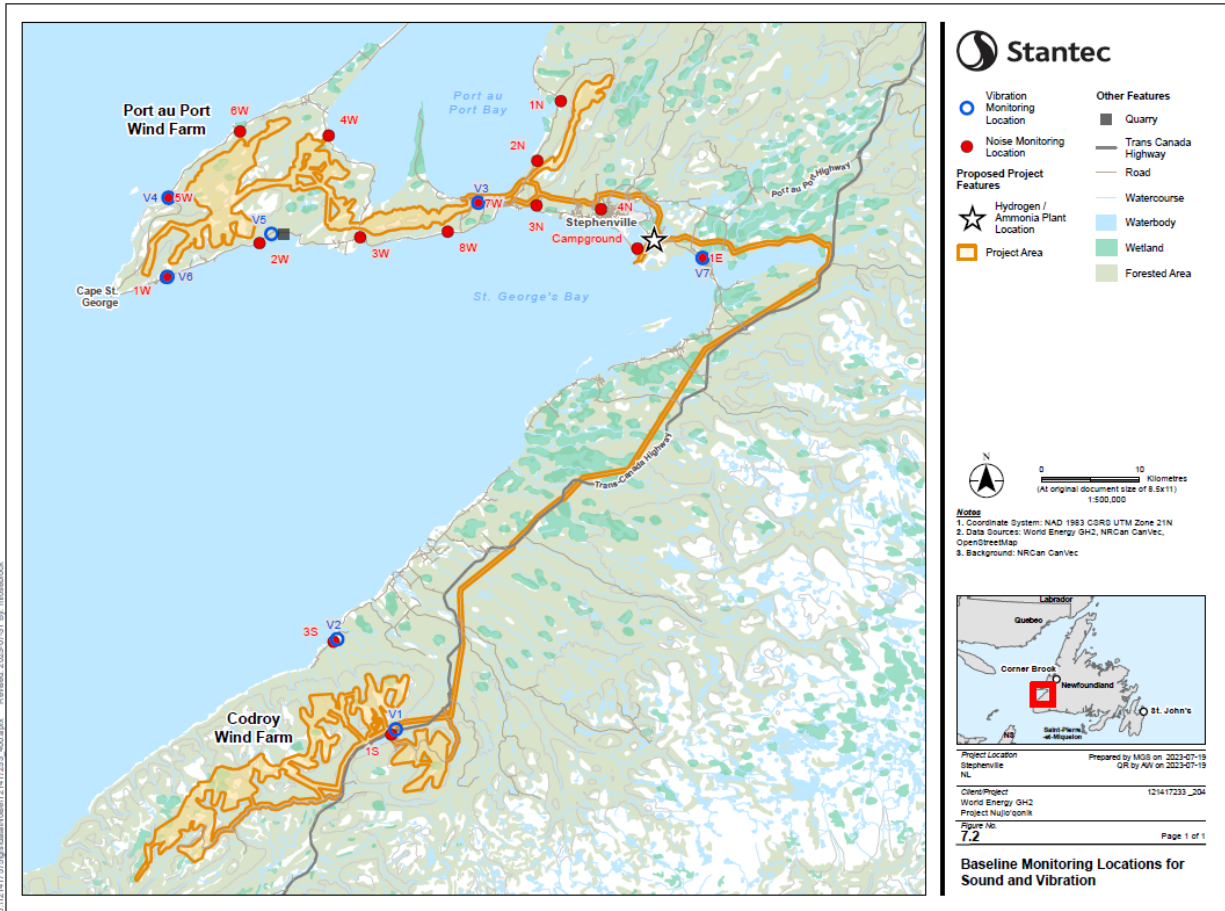 Port au Port
Wind Farm
6W
4W
Port au
Port Bay
1N
2N
V4
5W
V5
2W
3W
8W
V3
7W
3N
4N
Stephenville
Campground
Port au Port Highway
1E
V7
V6
1W
Cape St.
George
St. George's Bay
Trans-Canada Highway
V2
3S
Codroy
Wind Farm
V1
1S
Stantec
Vibration
Monitoring
Location
Noise Monitoring
Location
Proposed Project
Features
Hydrogen /
Ammonia Plant
Location
Project Area
Other Features
Quarry
Trans Canada
Highway
Road
Watercourse
Waterbody
Wetland
Forested Area
N
0 10
Kilometres
(At original document size of 8.5x11)
1:500,000
Notes
1. Coordinate System: NAD 1983 CSRS UTM Zone 21N
2. Data Sources: World Energy GH2, NRCan CanVec,
OpenStreetMap
3. Background: NRCan CanVec
Labrador
Quebec
Corner Brook
Newfoundland
St. John's
Saint-Pierre
-et-Miquelon
NS
Project Location
Stephenville
NL
Prepared by MGS on 2023-07-19
QR by AW on 2023-07-19
Client/Project
World Energy GH2
Project Nujio'qonik
121417233 _204
Figure No.
7.2
Page 1 of 1
Baseline Monitoring Locations for
Sound and Vibration